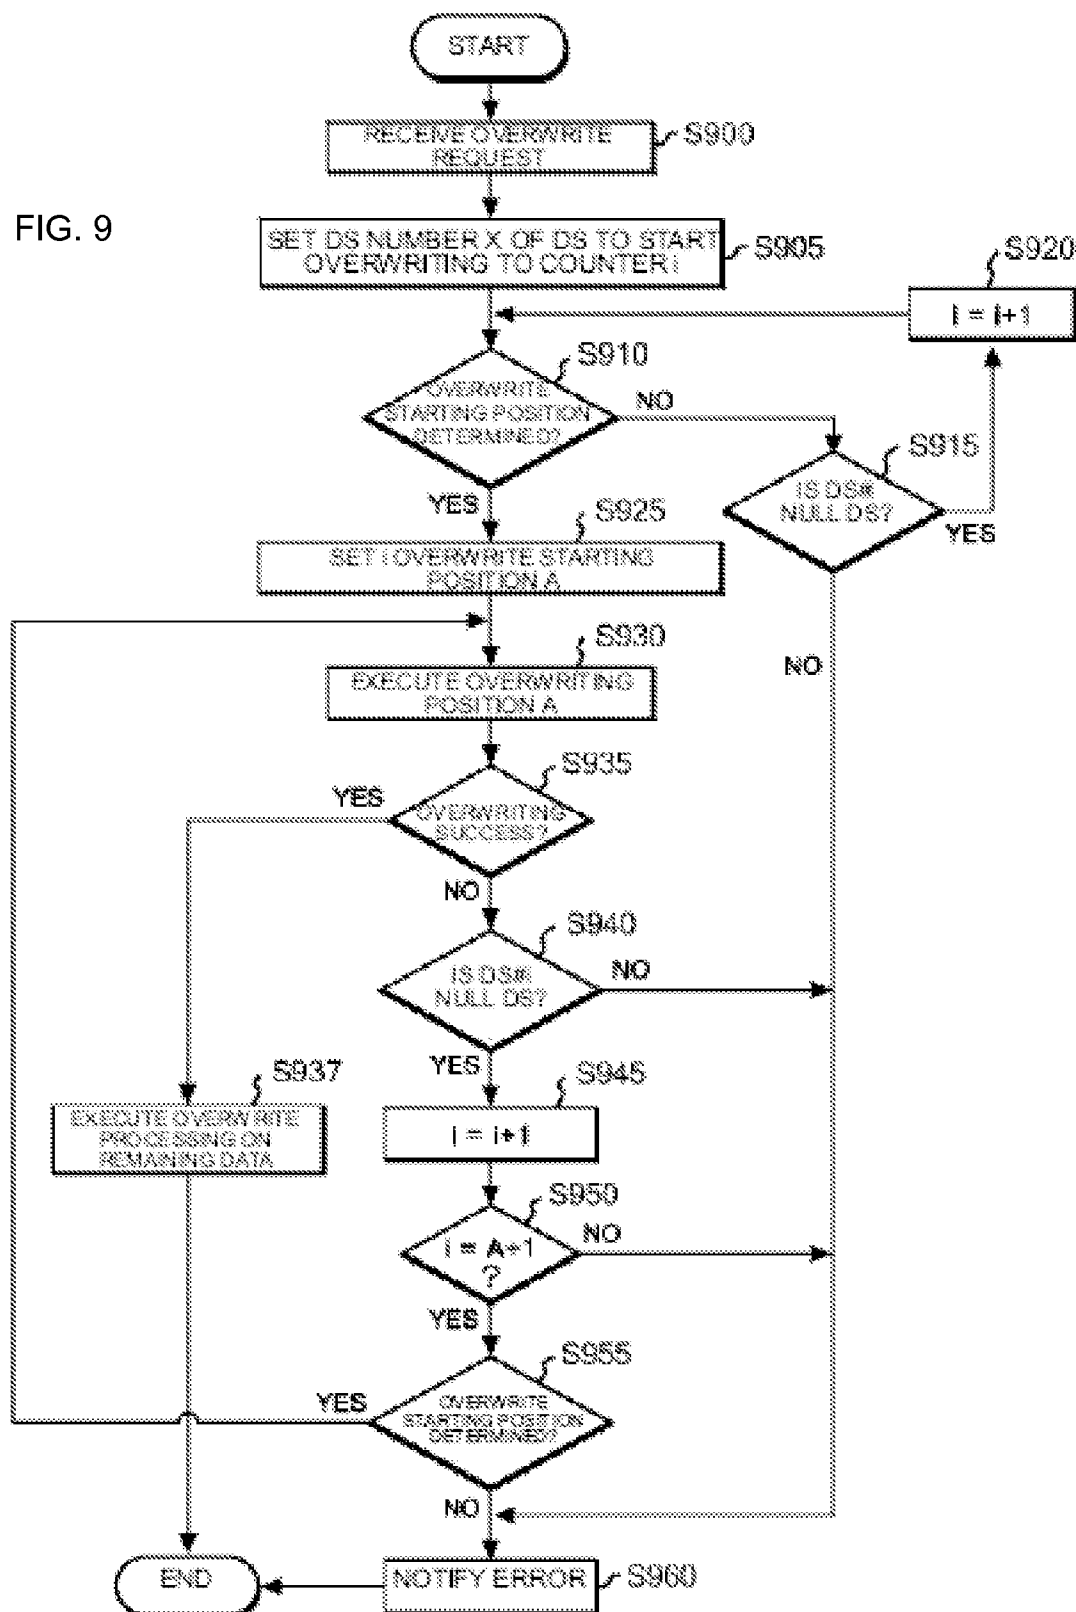 START
RECEIVE OVERWRITE
REQUEST
S900
FIG. 9
SET DS NUMBER X OF DS TO START
OVERWRITING TO COUNTER i
S905
S920
i = i+1
S910
OVERWRITE
STARTING POSITION
DETERMINED?
NO
S915
IS DS#i
NULL DS?
YES
YES
S925
SET i OVERWRITE STARTING
POSITION A
S930
NO
EXECUTE OVERWRITING
POSITION A
S935
YES
OVERWRITING
SUCCESS?
NO
S940
IS DS#i
NULL DS?
NO
YES
S937
S945
EXECUTE OVERWRITE
PROCESSING ON
REMAINING DATA
i = i+1
S950
i = A+1
?
NO
YES
S955
YES
OVERWRITE
STARTING POSITION
DETERMINED?
NO
END
NOTIFY ERROR
S960